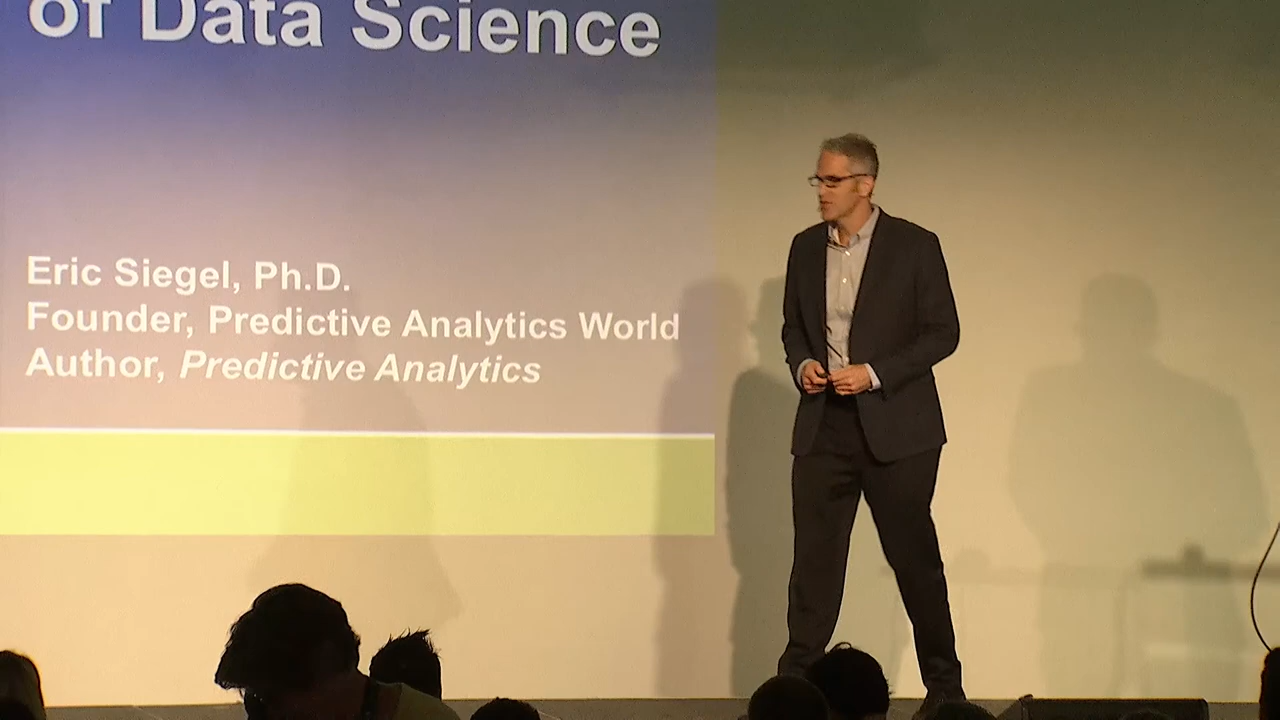 of Data Science
Eric Siegel, Ph.D.
Founder, Predictive Analytics World
Author, Predictive Analytics